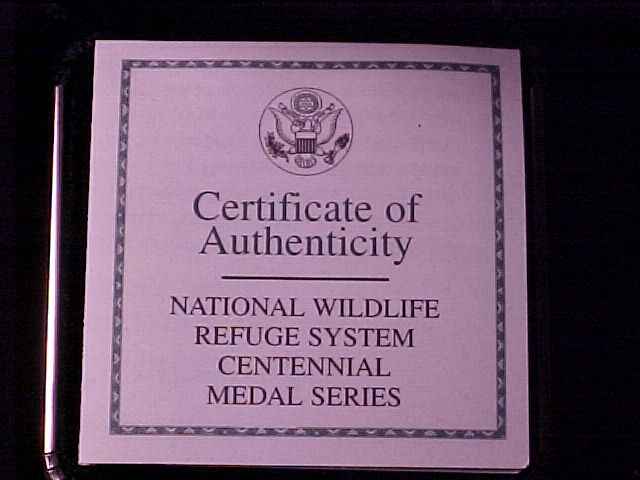 Certificate of
Authenticity
NATIONAL WILDLIFE
REFUGE SYSTEM
CENTENNIAL
MEDAL SERIES